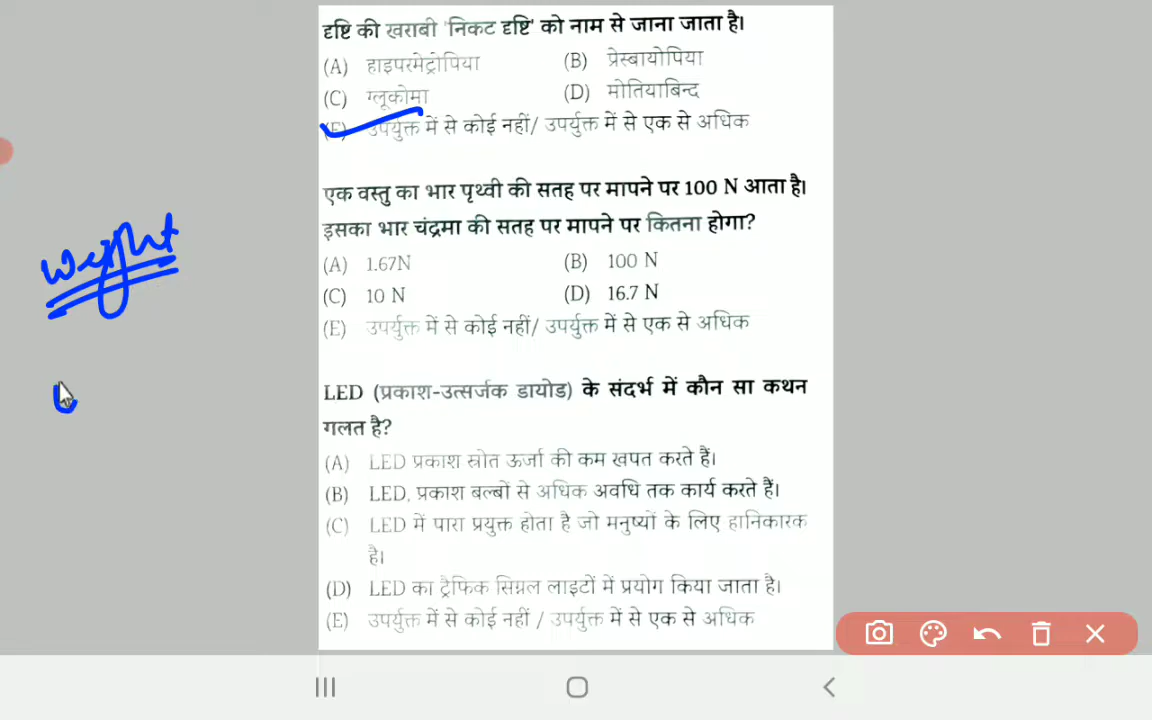 दृष्टि की खराबी 'निकट दृष्टि' को नाम से जाना जाता है।
(A) हाइपरमेट्रोपिया (B) प्रेस्बायोपिया
(C) ग्लूकोमा (D) मोतियाबिन्द
(E) उपर्युक्त में से कोई नहीं/ उपर्युक्त में से एक से अधिक
एक वस्तु का भार पृथ्वी की सतह पर मापने पर 100 N आता है।
इसका भार चंद्रमा की सतह पर मापने पर कितना होगा?
(A) 1.67N (B) 100 N
(C) 10 N (D) 16.7 N
(E) उपर्युक्त में से कोई नहीं/ उपर्युक्त में से एक से अधिक
Weight
LED (प्रकाश-उत्सर्जक डायोड) के संदर्भ में कौन सा कथन
गलत है?
(A) LED प्रकाश स्रोत ऊर्जा की कम खपत करते हैं।
(B) LED, प्रकाश बल्बों से अधिक अवधि तक कार्य करते हैं।
(C) LED में पारा प्रयुक्त होता है जो मनुष्यों के लिए हानिकारक
है।
(D) LED का ट्रैफिक सिग्नल लाइटों में प्रयोग किया जाता है।
(E) उपर्युक्त में से कोई नहीं / उपर्युक्त में से एक से अधिक